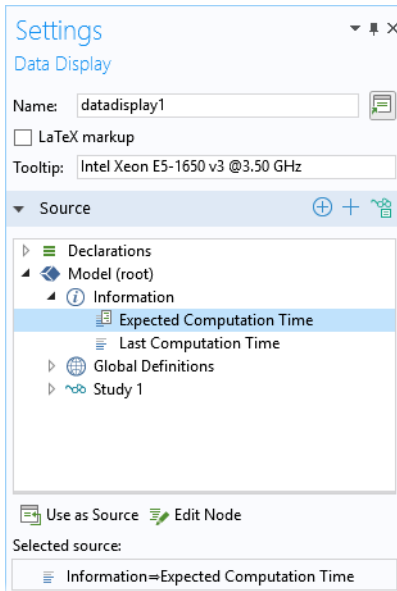 Settings
Data Display
Name: datadisplay1
LaTeX markup
Tooltip: Intel Xeon E5-1650 v3 @3.50 GHz
Source
Declarations
Model (root)
Information
Expected Computation Time
Last Computation Time
Global Definitions
Study 1
Use as Source Edit Node
Selected source:
Information⇒Expected Computation Time